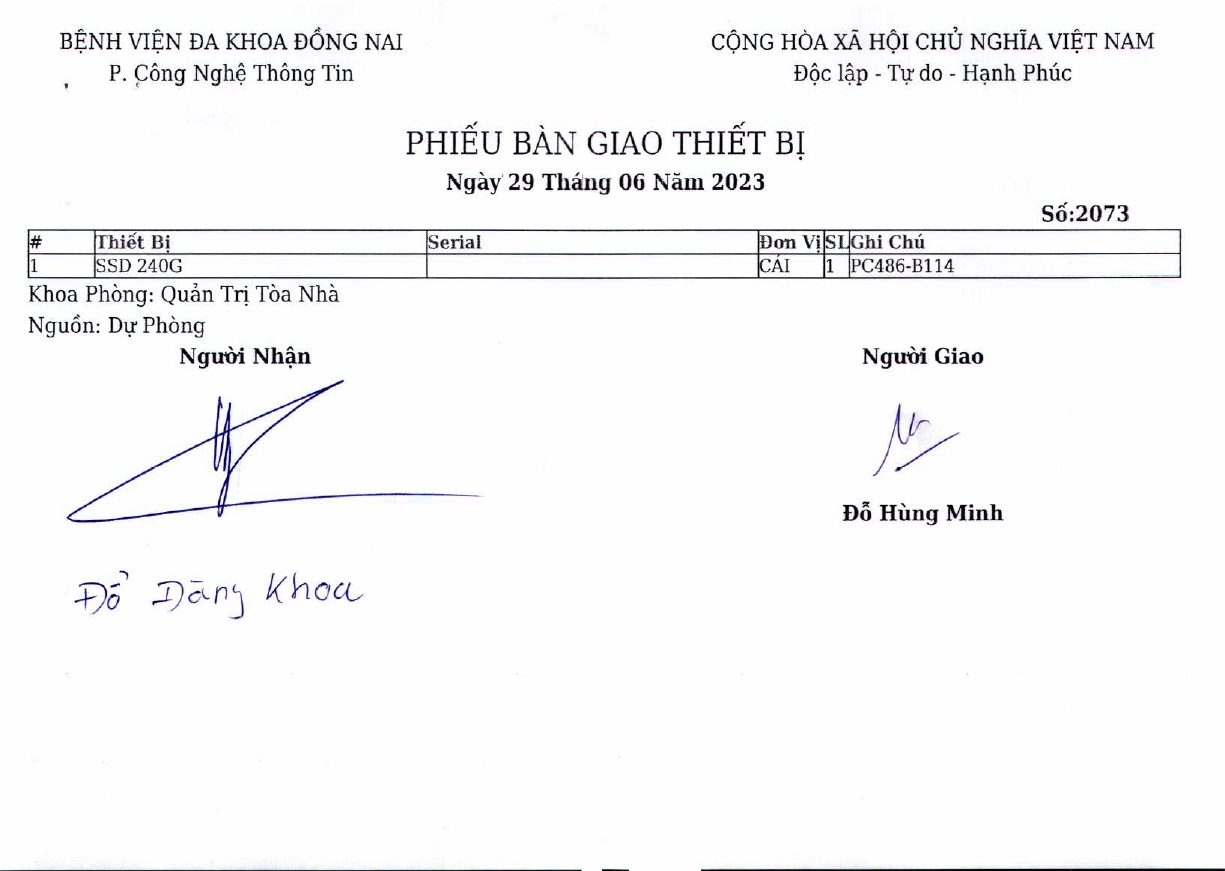 BỆNH VIỆN ĐA KHOA ĐỒNG NAI
P. Công Nghệ Thông Tin
CỘNG HÒA XÃ HỘI CHỦ NGHĨA VIỆT NAM
Độc lập - Tự do - Hạnh Phúc
PHIẾU BÀN GIAO THIẾT BỊ
Ngày 29 Tháng 06 Năm 2023
Số:2073
# Thiết Bị Serial Đơn Vị SL Ghi Chú
1 SSD 240G CÁI 1 PC486-B114
Khoa Phòng: Quản Trị Tòa Nhà
Nguồn: Dự Phòng
Người Nhận Người Giao
Đỗ Hùng Minh
Đổ Dăng Khoa